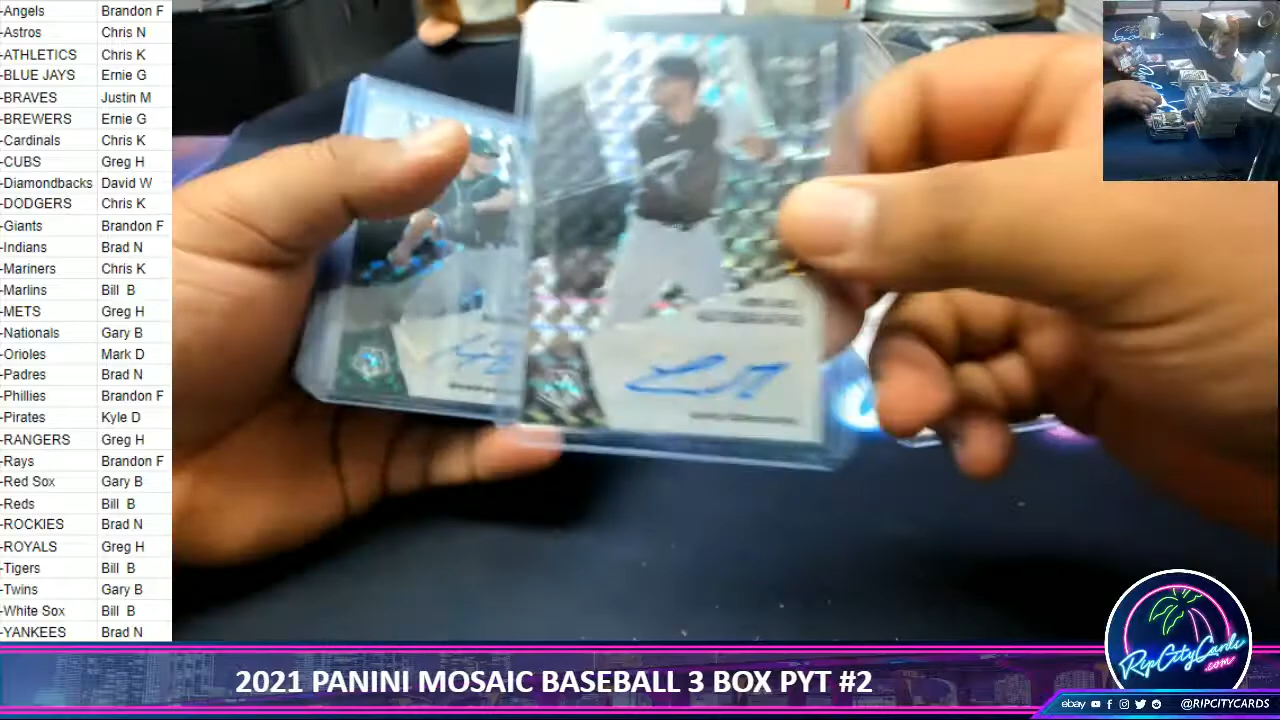 -Angels Brandon F
-Astros Chris N
-ATHLETICS Chris K
-BLUE JAYS Ernie G
-BRAVES Justin M
-BREWERS Ernie G
-Cardinals Chris K
-CUBS Greg H
-Diamondbacks David W
-DODGERS Chris K
-Giants Brandon F
-Indians Brad N
-Mariners Chris K
-Marlins Bill B
-METS Greg H
-Nationals Gary B
-Orioles Mark D
-Padres Brad N
-Phillies Brandon F
-Pirates Kyle D
-RANGERS Greg H
-Rays Brandon F
-Red Sox Gary B
-Reds Bill B
-ROCKIES Brad N
-ROYALS Greg H
-Tigers Bill B
-Twins Gary B
-White Sox Bill B
-YANKEES Brad N
RipCityCards
.com
2021 PANINI MOSAIC BASEBALL 3 BOX PYT #2
ebay @RIPCITYCARDS